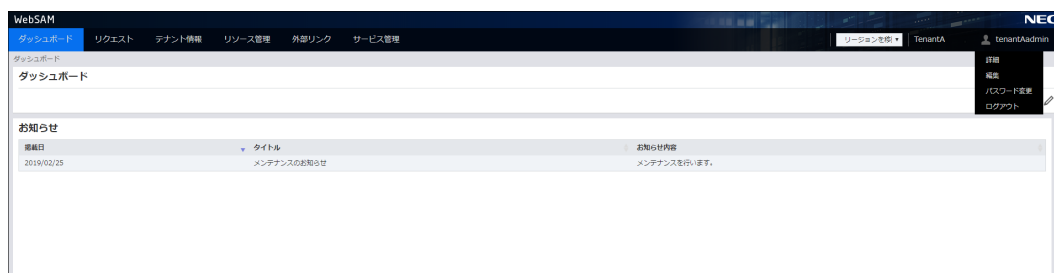 WebSAM NEC
ダッシュボード リクエスト テナント情報 リソース管理 外部リンク サービス管理 リージョンを検 TenantA tenantAadmin
ダッシュボード
詳細
ダッシュボード
編集
パスワード変更
ログアウト
お知らせ
掲載日 タイトル お知らせ内容
2019/02/25 メンテナンスのお知らせ メンテナンスを行います。